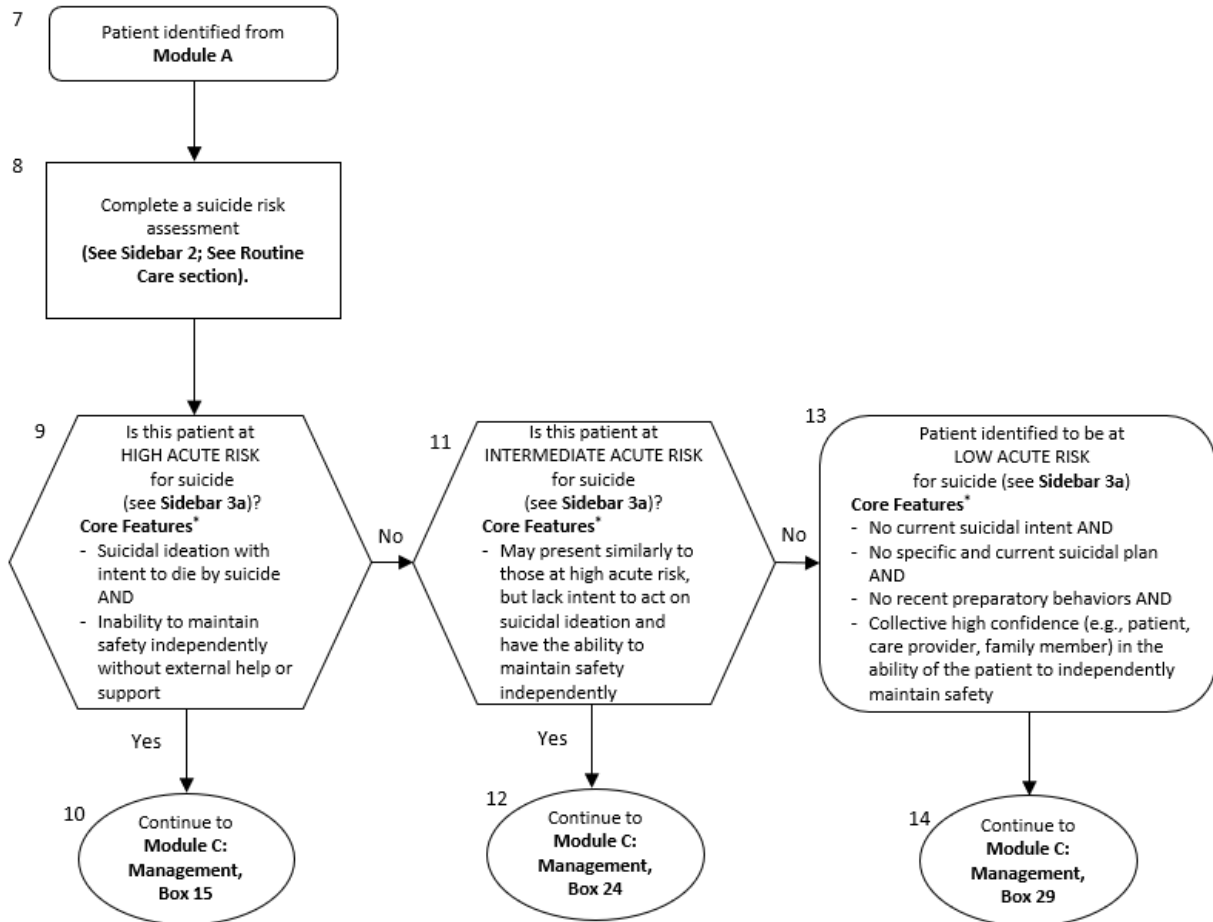 7
Patient identified from
Module A
8
Complete a suicide risk
assessment
(See Sidebar 2; See Routine
Care section).
9
Is this patient at
HIGH ACUTE RISK
for suicide
(see Sidebar 3a)?
Core Features*
- Suicidal ideation with
intent to die by suicide
AND
- Inability to maintain
safety independently
without external help or
support
No
Yes
10
Continue to
Module C:
Management,
Box 15
11
Is this patient at
INTERMEDIATE ACUTE RISK
for suicide
(see Sidebar 3a)?
Core Features*
- May present similarly to
those at high acute risk,
but lack intent to act on
suicidal ideation and
have the ability to
maintain safety
independently
No
Yes
12
Continue to
Module C:
Management,
Box 24
13
Patient identified to be at
LOW ACUTE RISK
for suicide (see Sidebar 3a)
Core Features*
- No current suicidal intent AND
- No specific and current suicidal plan
AND
- No recent preparatory behaviors AND
- Collective high confidence (e.g., patient,
care provider, family member) in the
ability of the patient to independently
maintain safety
14
Continue to
Module C:
Management,
Box 29